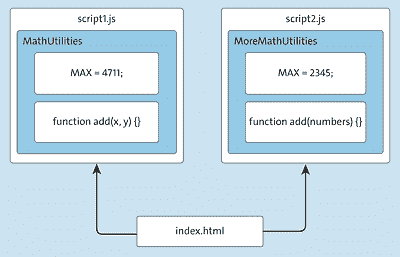 script1.js
MathUtilities
MAX = 4711;
function add(x, y) {}
script2.js
MoreMathUtilities
MAX = 2345;
function add(numbers) {}
index.html